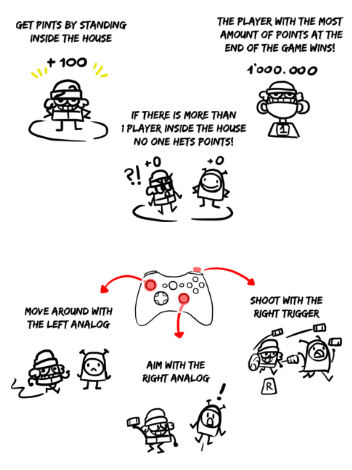 GET PINTS BY STANDING
INSIDE THE HOUSE
+100
THE PLAYER WITH THE MOST
AMOUNT OF POINTS AT THE
END OF THE GAME WINS!
1'000.000
1
IF THERE IS MORE THAN
1 PLAYER INSIDE THE HOUSE
NO ONE HETS POINTS!
?! +0 +0
MOVE AROUND WITH
THE LEFT ANALOG
AIM WITH THE
RIGHT ANALOG
!
SHOOT WITH THE
RIGHT TRIGGER
R